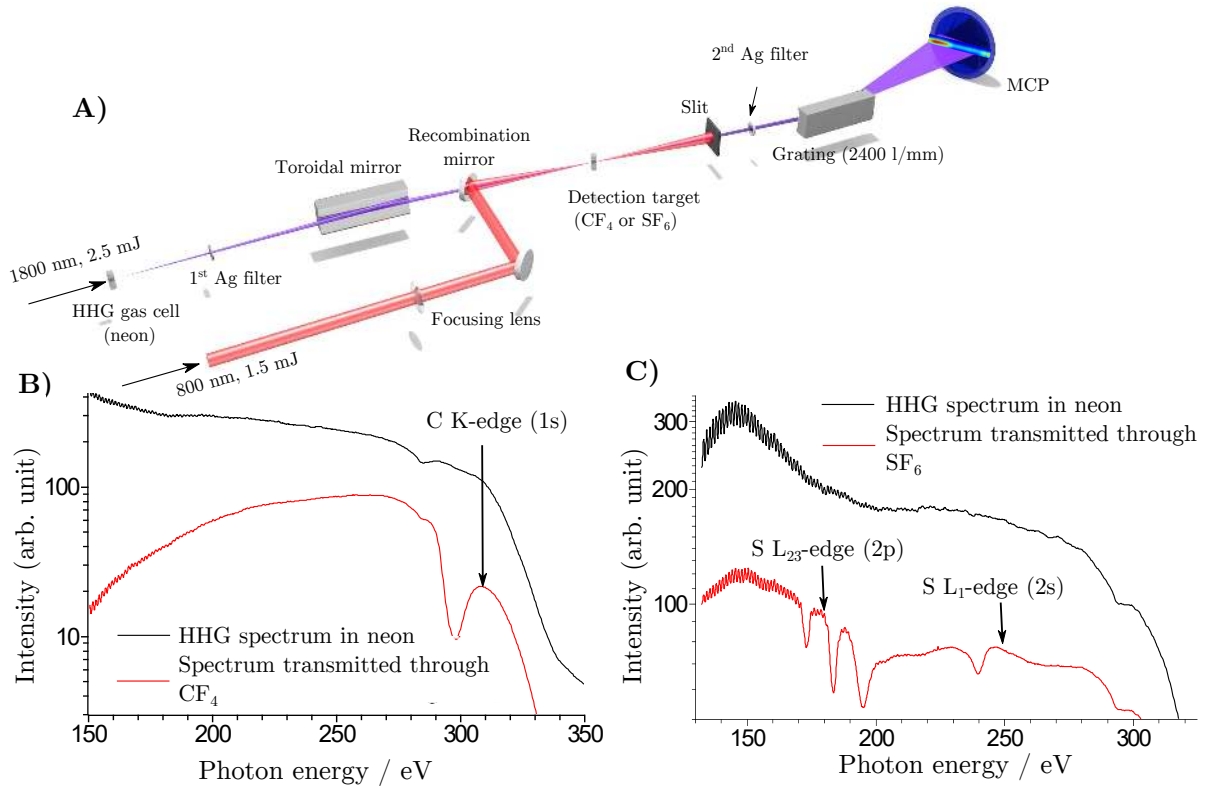 A)
1800 nm, 2.5 mJ
HHG gas cell
(neon)
1st Ag filter
Toroidal mirror
Recombination
mirror
800 nm, 1.5 mJ
Focusing lens
Detection target
(CF4 or SF6)
Slit
2nd Ag filter
Grating (2400 l/mm)
MCP
B)
Intensity (arb. unit)
100
10
C K-edge (1s)
HHG spectrum in neon
Spectrum transmitted through
CF4
150 200 250 300 350
Photon energy / eV
C)
Intensity (arb. unit)
300
200
100
HHG spectrum in neon
Spectrum transmitted through
SF6
S L23-edge (2p)
S L1-edge (2s)
150 200 250 300
Photon energy / eV